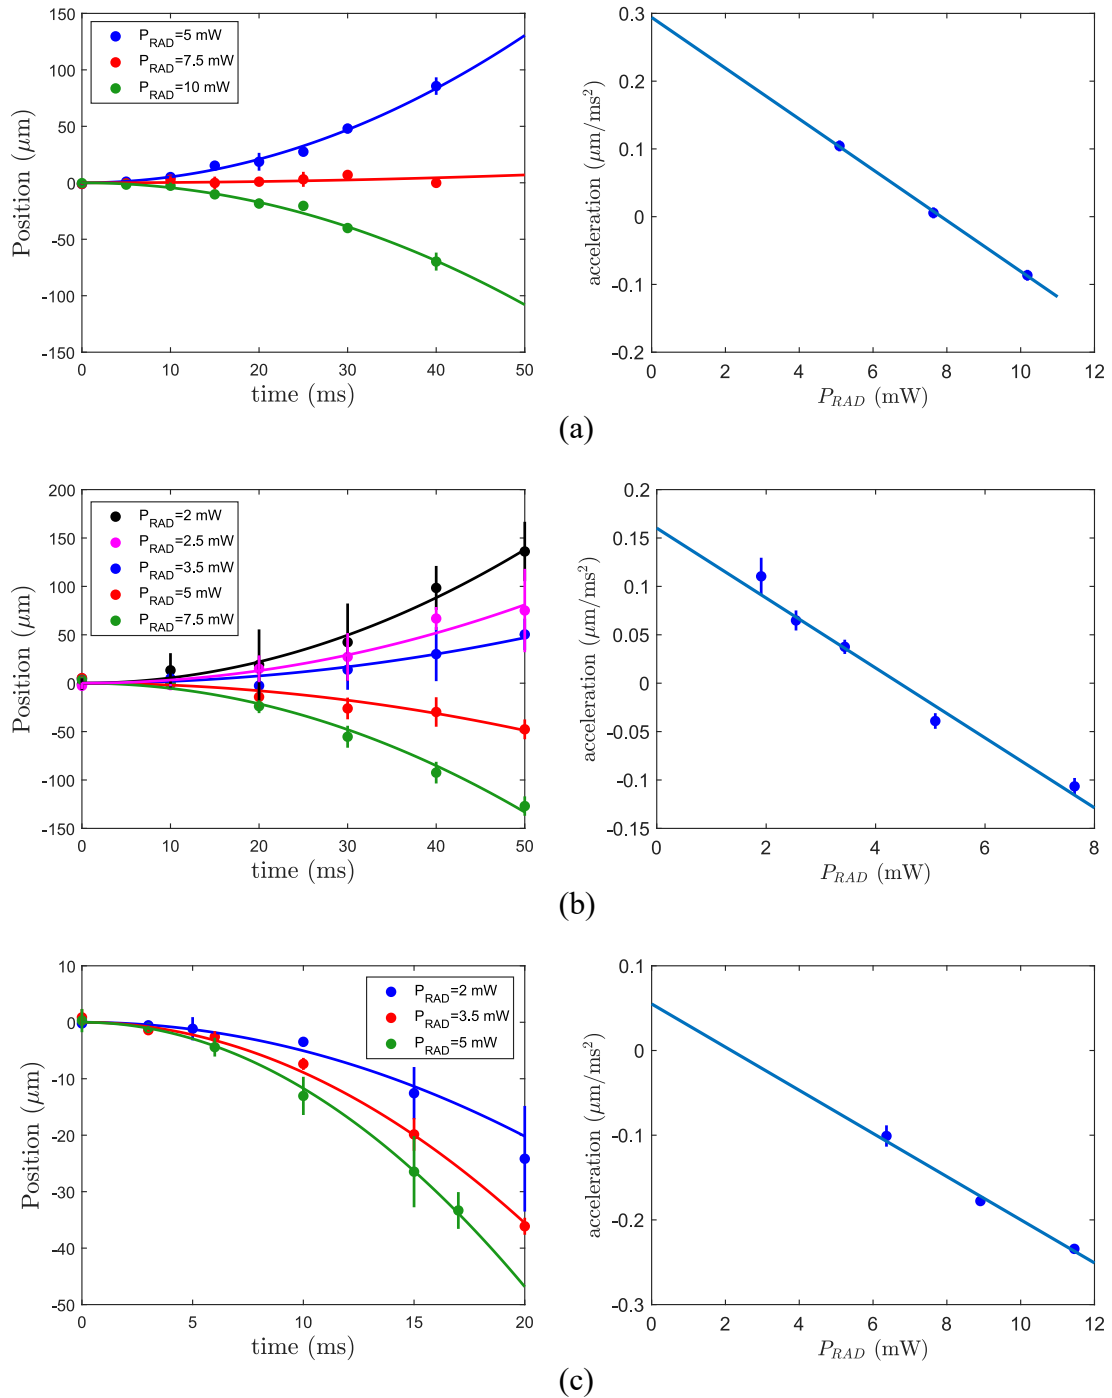 150
100
50
0
-50
-100
-150
Position (μm)
P_RAD=5 mW
P_RAD=7.5 mW
P_RAD=10 mW
0 10 20 30 40 50
time (ms)
0.3
0.2
0.1
0
-0.1
-0.2
acceleration (μm/ms²)
0 2 4 6 8 10 12
P_RAD (mW)
(a)
200
150
100
50
0
-50
-100
-150
Position (μm)
P_RAD=2 mW
P_RAD=2.5 mW
P_RAD=3.5 mW
P_RAD=5 mW
P_RAD=7.5 mW
0 10 20 30 40 50
time (ms)
0.2
0.15
0.1
0.05
0
-0.05
-0.1
-0.15
acceleration (μm/ms²)
0 2 4 6 8
P_RAD (mW)
(b)
10
0
-10
-20
-30
-40
-50
Position (μm)
P_RAD=2 mW
P_RAD=3.5 mW
P_RAD=5 mW
0 5 10 15 20
time (ms)
0.1
0
-0.1
-0.2
-0.3
acceleration (μm/ms²)
0 2 4 6 8 10 12
P_RAD (mW)
(c)